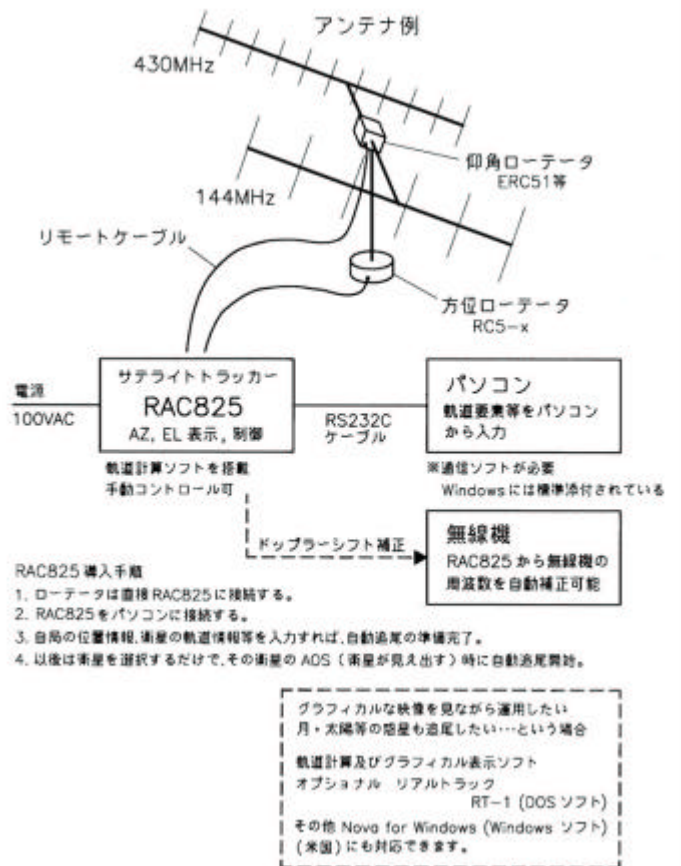 アンテナ例
430MHz
仰角ローテータ
ERC51等
144MHz
リモートケーブル
方位ローテータ
RC5-x
電源
100VAC
サテライトトラッカー
RAC825
AZ, EL 表示, 制御
RS232C
ケーブル
パソコン
軌道要素等をパソコン
から入力
軌道計算ソフトを搭載
手動コントロール可
※通信ソフトが必要
Windowsには標準添付されている
ドップラーシフト補正
無線機
RAC825から無線機の
周波数を自動補正可能
RAC825 導入手順
1. ローテータは直接RAC825に接続する。
2. RAC825をパソコンに接続する。
3. 自局の位置情報,衛星の軌道情報等を入力すれば,自動追尾の準備完了。
4. 以後は衛星を選択するだけで,その衛星の AOS (衛星が見え出す) 時に自動追尾開始。
グラフィカルな映像を見ながら運用したい
月・太陽等の惑星も追尾したい…という場合
軌道計算及びグラフィカル表示ソフト
オプショナル リアルトラック
RT-1 (DOS ソフト)
その他 Nova for Windows (Windows ソフト)
(米国) にも対応できます。